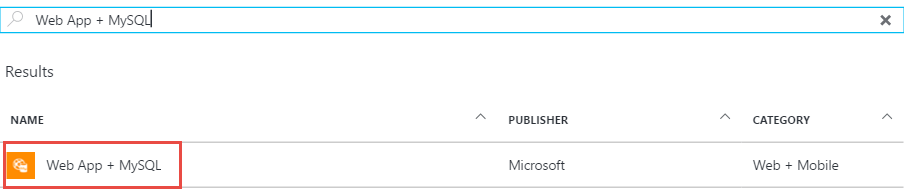 Web App + MySQL
Results
NAME PUBLISHER CATEGORY
Web App + MySQL Microsoft Web + Mobile